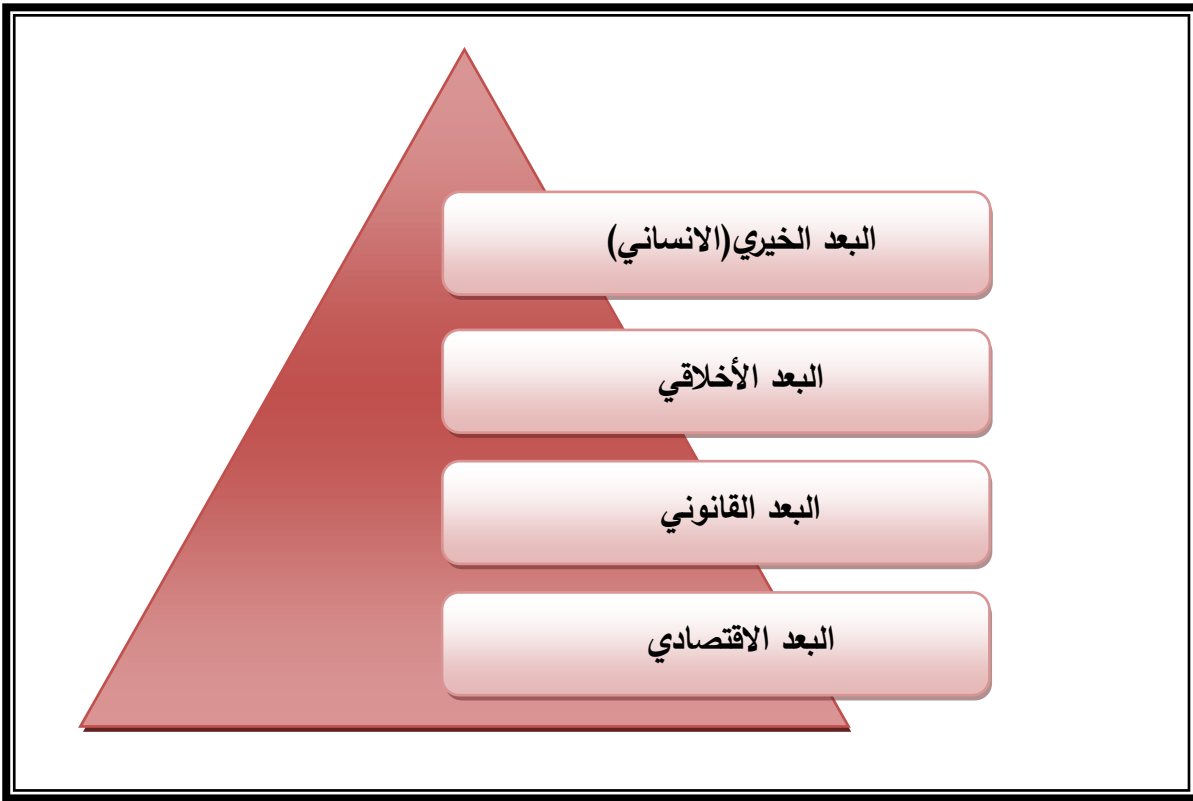 البعد الخيري(الانساني)
البعد الأخلاقي
البعد القانوني
البعد الاقتصادي